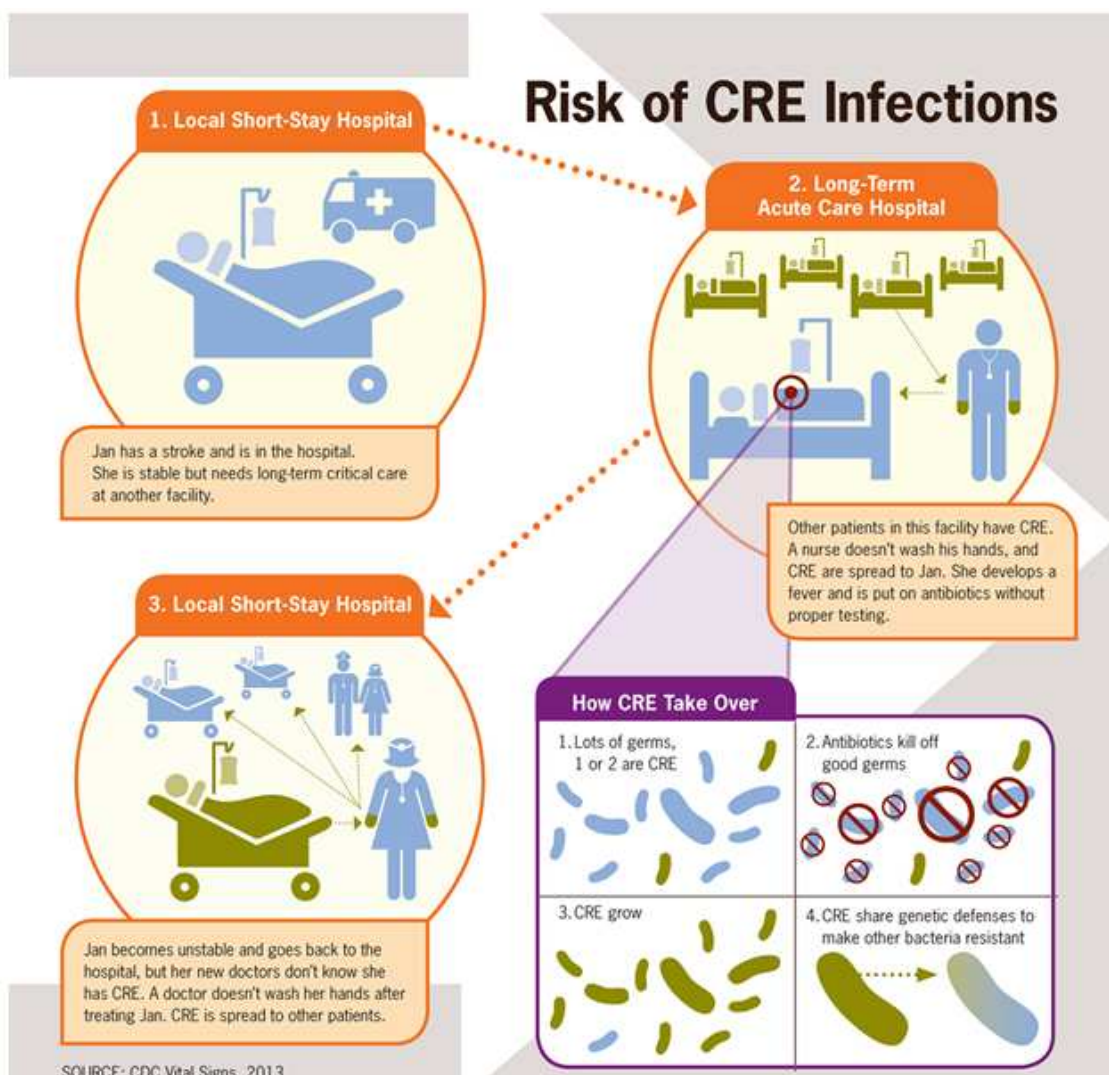 Risk of CRE Infections
1. Local Short-Stay Hospital
Jan has a stroke and is in the hospital.
She is stable but needs long-term critical care
at another facility.
2. Long-Term
Acute Care Hospital
Other patients in this facility have CRE.
A nurse doesn't wash his hands, and
CRE are spread to Jan. She develops a
fever and is put on antibiotics without
proper testing.
3. Local Short-Stay Hospital
Jan becomes unstable and goes back to the
hospital, but her new doctors don't know she
has CRE. A doctor doesn't wash her hands after
treating Jan. CRE is spread to other patients.
How CRE Take Over
1. Lots of germs,
1 or 2 are CRE
2. Antibiotics kill off
good germs
3. CRE grow
4. CRE share genetic defenses to
make other bacteria resistant
SOURCE: CDC Vital Signs, 2013